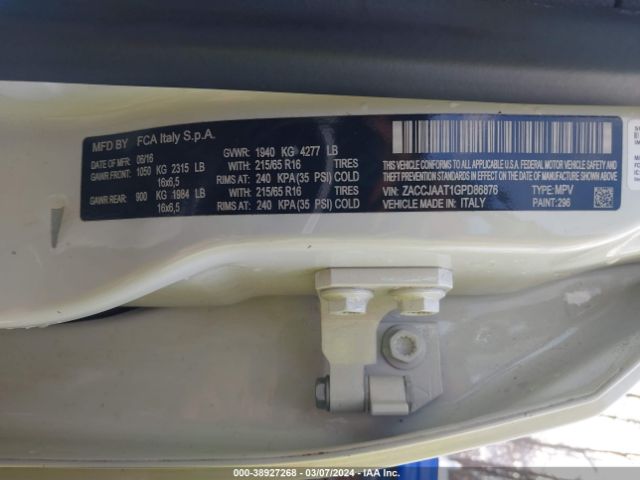 MFD BY FCA Italy S.p.A.
DATE OF MFR: 06/16 GVWR: 1940 KG 4277 LB
GAWR FRONT: 1050 KG 2315 LB WITH: 215/65 R16 TIRES
16x6,5 RIMS AT: 240 KPA(35 PSI) COLD
GAWR REAR: 900 KG 1984 LB WITH: 215/65 R16 TIRES
16x6,5 RIMS AT: 240 KPA(35 PSI) COLD
THIS VEHICLE CONFORMS TO ALL APPLICABLE U.S.A. FEDERAL MOTOR VEHICLE SAFETY, BUMPER AND
THEFT PREVENTION STANDARDS IN EFFECT ON THE DATE OF MANUFACTURE SHOWN ABOVE.
VIN: ZACCJAAT1GPD86876 TYPE: MPV
VEHICLE MADE IN: ITALY PAINT: 296
000-38927268 - 03/07/2024 - IAA Inc.